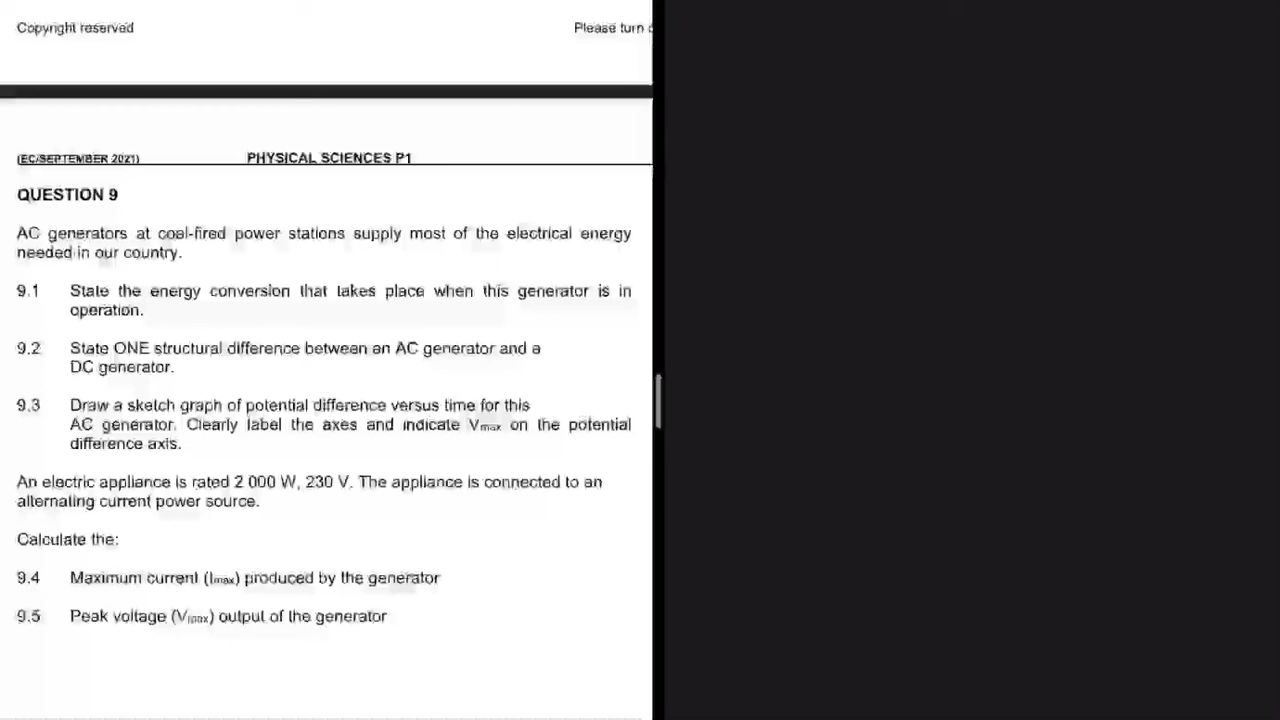 Copyright reserved Please turn
(EC/SEPTEMBER 2021) PHYSICAL SCIENCES P1
QUESTION 9
AC generators at coal-fired power stations supply most of the electrical energy
needed in our country.
9.1 State the energy conversion that takes place when this generator is in
operation.
9.2 State ONE structural difference between an AC generator and a
DC generator.
9.3 Draw a sketch graph of potential difference versus time for this
AC generator. Clearly label the axes and indicate Vmax on the potential
difference axis.
An electric appliance is rated 2 000 W, 230 V. The appliance is connected to an
alternating current power source.
Calculate the:
9.4 Maximum current (Imax) produced by the generator
9.5 Peak voltage (Vmax) output of the generator